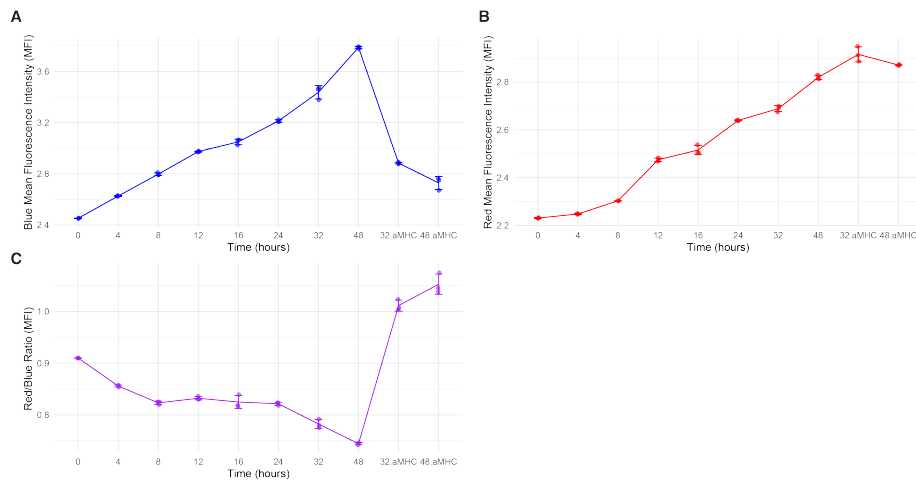 A
Blue Mean Fluorescence Intensity (MFI)
3.6
3.2
2.8
2.4
0 4 8 12 16 24 32 48 32.aMHC 48.aMHC
Time (hours)
B
Red Mean Fluorescence Intensity (MFI)
2.8
2.6
2.4
2.2
0 4 8 12 16 24 32 48 32.aMHC 48.aMHC
Time (hours)
C
Red/Blue Ratio (MFI)
1.0
0.9
0.8
0 4 8 12 16 24 32 48 32.aMHC 48.aMHC
Time (hours)